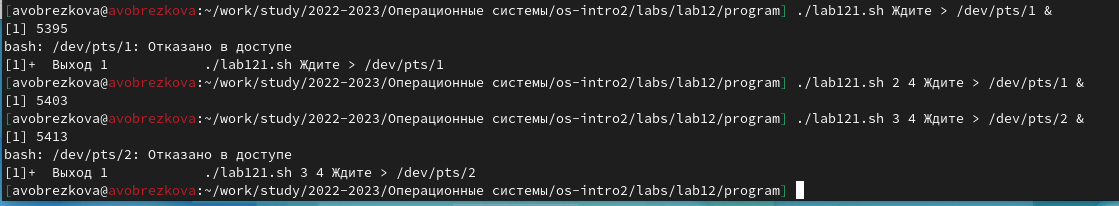 [avobrezkova@avobrezkova:~/work/study/2022-2023/Операционные системы/os-intro2/labs/lab12/program] ./lab121.sh Ждите > /dev/pts/1 &
[1] 5395
bash: /dev/pts/1: Отказано в доступе
[1]+  Выход 1            ./lab121.sh Ждите > /dev/pts/1
[avobrezkova@avobrezkova:~/work/study/2022-2023/Операционные системы/os-intro2/labs/lab12/program] ./lab121.sh 2 4 Ждите > /dev/pts/1 &
[1] 5403
[avobrezkova@avobrezkova:~/work/study/2022-2023/Операционные системы/os-intro2/labs/lab12/program] ./lab121.sh 3 4 Ждите > /dev/pts/2 &
[1] 5413
bash: /dev/pts/2: Отказано в доступе
[1]+  Выход 1            ./lab121.sh 3 4 Ждите > /dev/pts/2
[avobrezkova@avobrezkova:~/work/study/2022-2023/Операционные системы/os-intro2/labs/lab12/program]